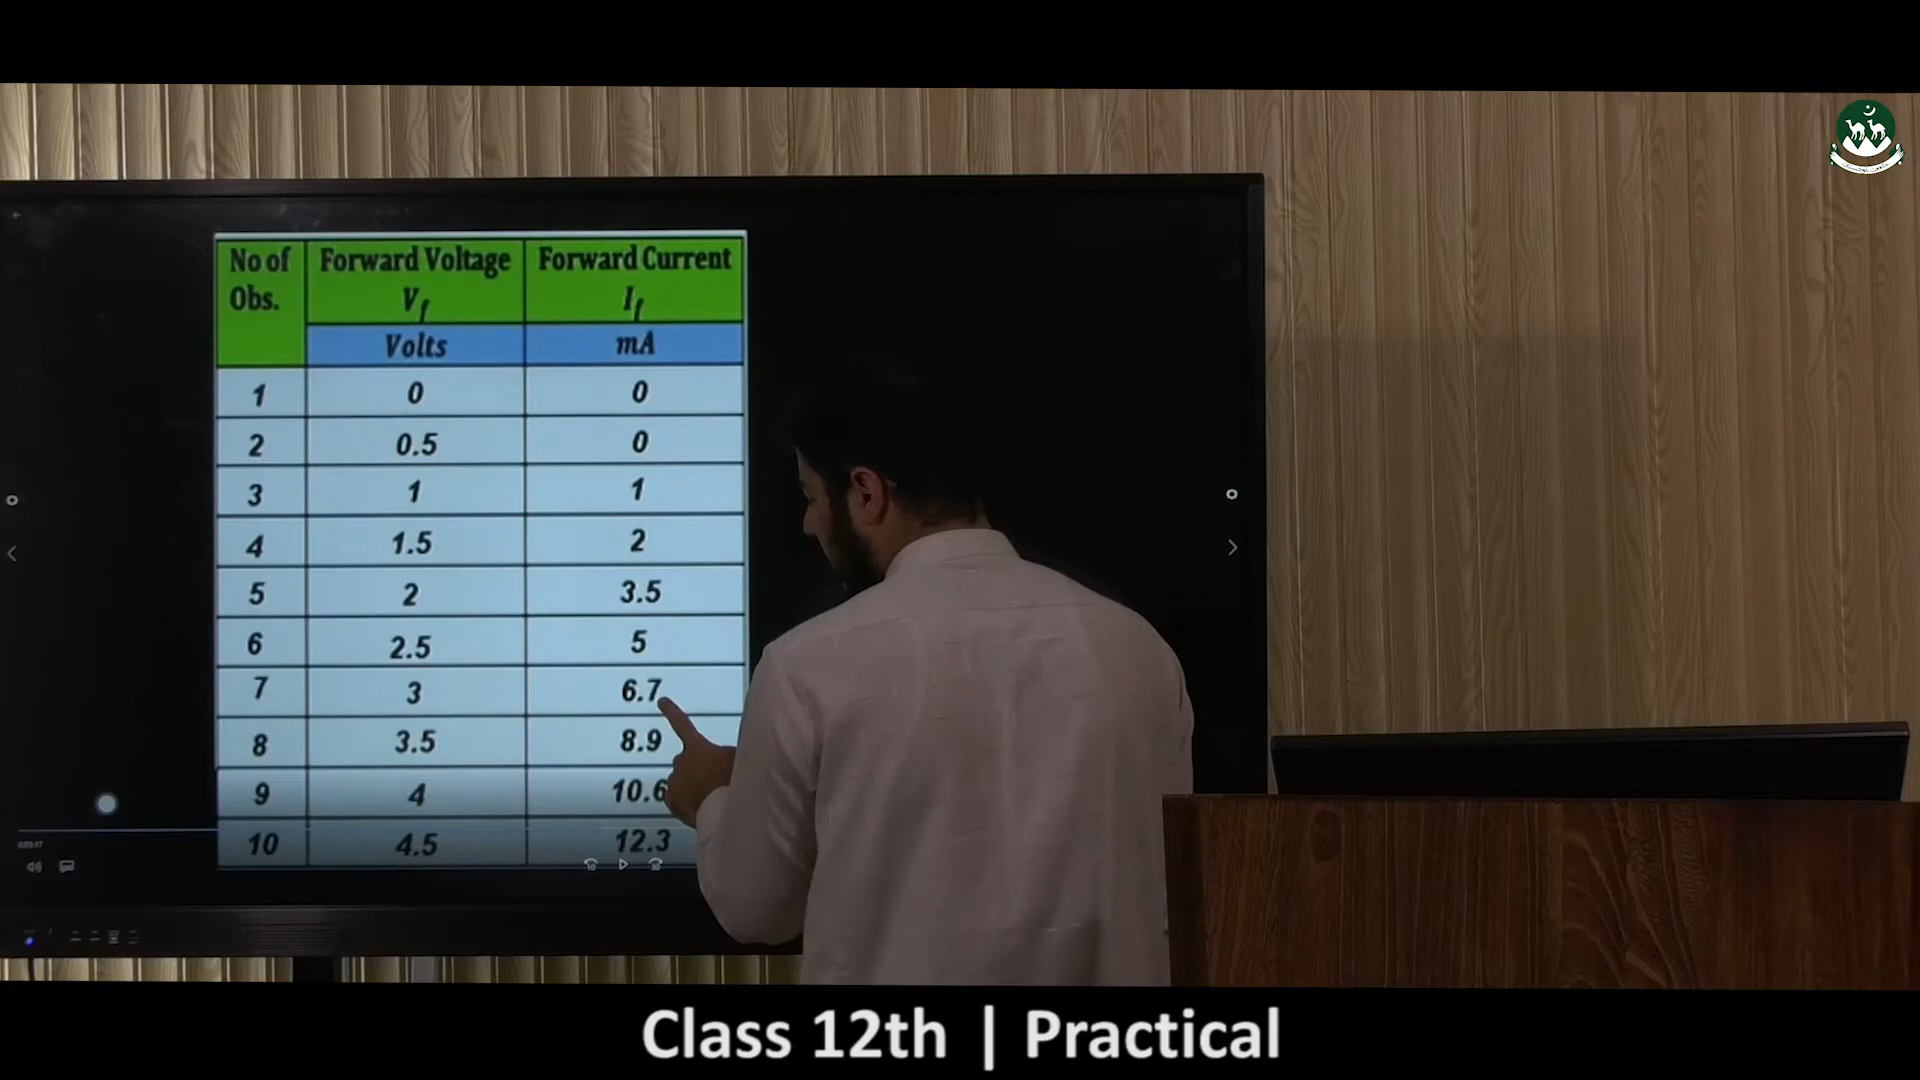 No of Obs. Forward Voltage Forward Current
V_f I_f
Volts mA
1 0 0
2 0.5 0
3 1 1
4 1.5 2
5 2 3.5
6 2.5 5
7 3 6.7
8 3.5 8.9
9 4 10.6
10 4.5 12.3
Class 12th | Practical